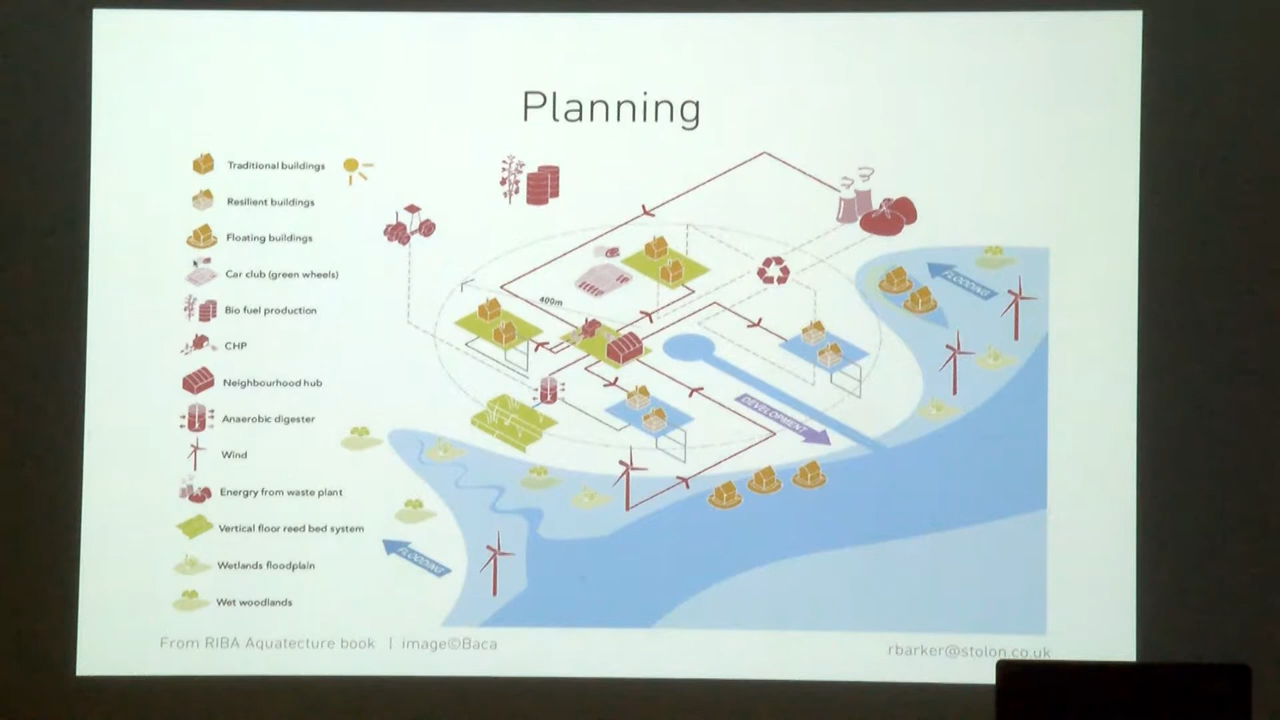 Planning
Traditional buildings
Resilient buildings
Floating buildings
Car club (green wheels)
Bio fuel production
CHP
Neighbourhood hub
Anaerobic digester
Wind
Energry from waste plant
Vertical floor reed bed system
Wetlands floodplain
Wet woodlands
400m
FLOODING
DEVELOPMENT
FLOODING
From RIBA Aquatecture book | image©Baca
rbarker@stolon.co.uk